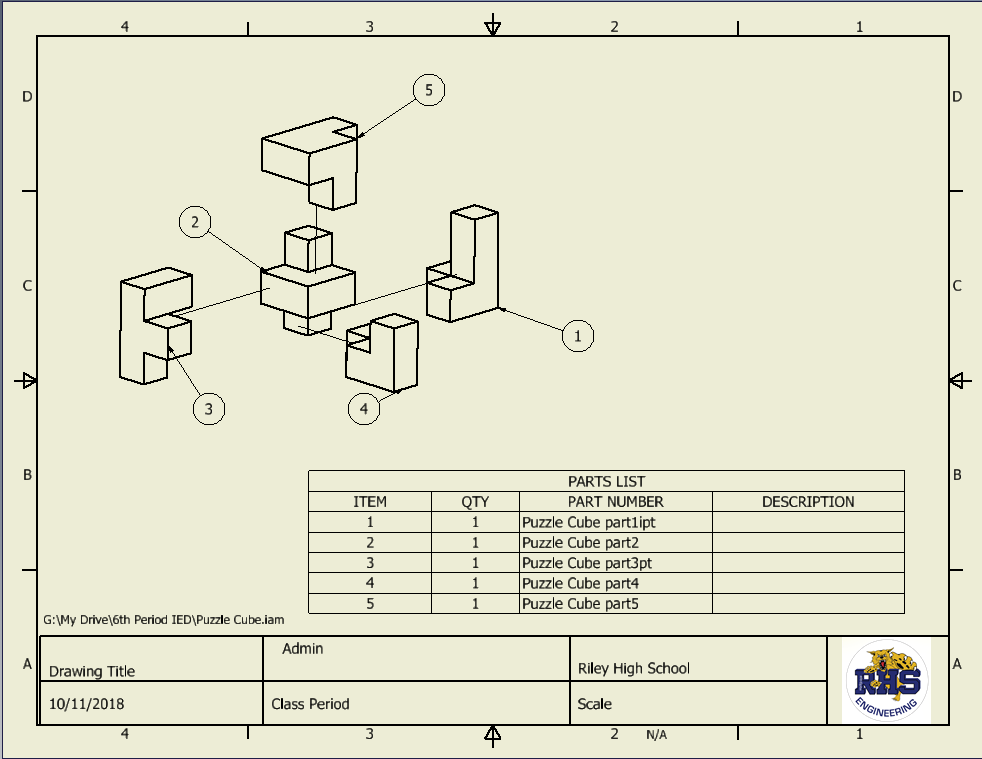 4 3 2 1
D D
5
2
C C
1
3 4
B B
PARTS LIST
ITEM QTY PART NUMBER DESCRIPTION
1 1 Puzzle Cube part1ipt
2 1 Puzzle Cube part2
3 1 Puzzle Cube part3pt
4 1 Puzzle Cube part4
5 1 Puzzle Cube part5
G:\My Drive\6th Period IED\Puzzle Cube.iam
A A
Drawing Title Admin Riley High School
10/11/2018 Class Period Scale
RHS
ENGINEERING
4 3 2 N/A 1